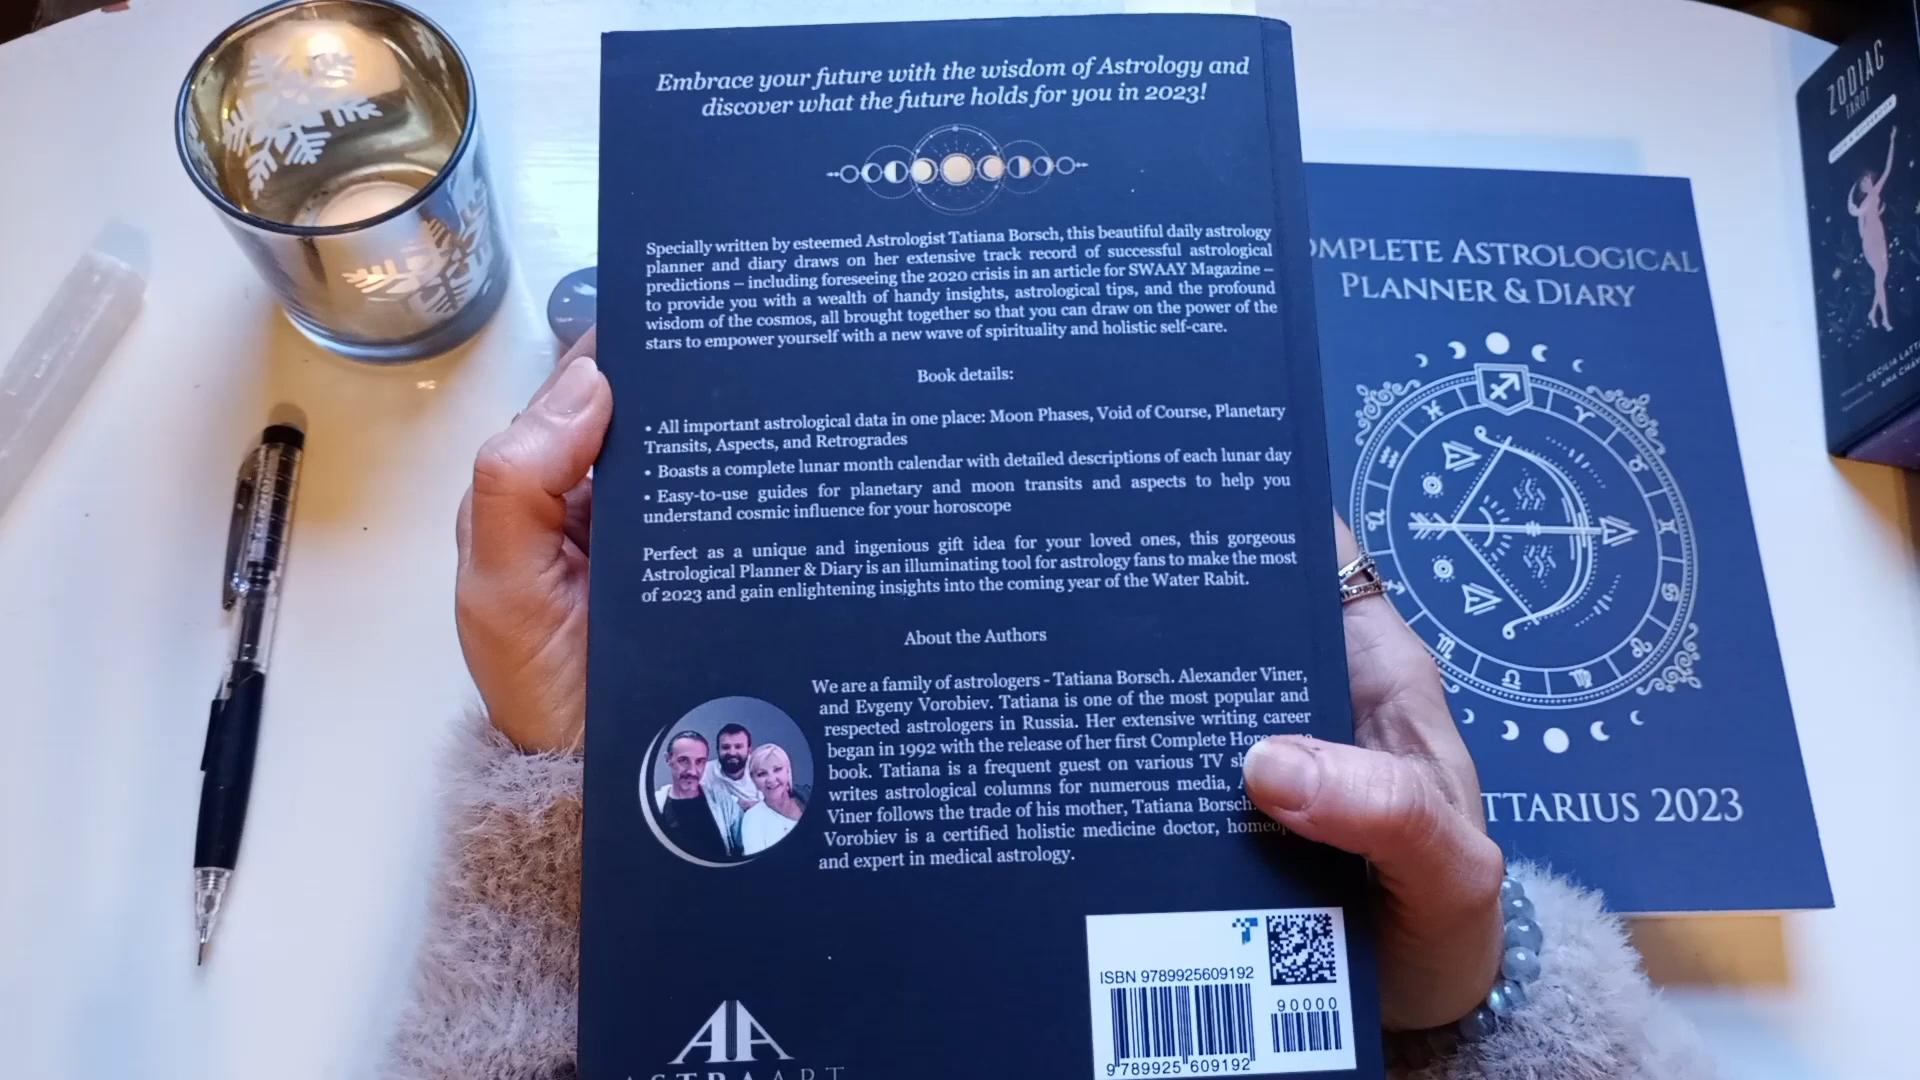 Embrace your future with the wisdom of Astrology and
discover what the future holds for you in 2023!
Specially written by esteemed Astrologist Tatiana Borsch, this beautiful daily astrology
planner and diary draws on her extensive track record of successful astrological
predictions – including foreseeing the 2020 crisis in an article for SWAAY Magazine –
to provide you with a wealth of handy insights, astrological tips, and the profound
wisdom of the cosmos, all brought together so that you can draw on the power of the
stars to empower yourself with a new wave of spirituality and holistic self-care.
Book details:
• All important astrological data in one place: Moon Phases, Void of Course, Planetary
Transits, Aspects, and Retrogrades
• Boasts a complete lunar month calendar with detailed descriptions of each lunar day
• Easy-to-use guides for planetary and moon transits and aspects to help you
understand cosmic influence for your horoscope
Perfect as a unique and ingenious gift idea for your loved ones, this gorgeous
Astrological Planner & Diary is an illuminating tool for astrology fans to make the most
of 2023 and gain enlightening insights into the coming year of the Water Rabit.
About the Authors
We are a family of astrologers - Tatiana Borsch. Alexander Viner,
and Evgeny Vorobiev. Tatiana is one of the most popular and
respected astrologers in Russia. Her extensive writing career
began in 1992 with the release of her first Complete
book. Tatiana is a frequent guest on various TV
writes astrological columns for numerous media,
Viner follows the trade of his mother, Tatiana Borsch.
Vorobiev is a certified holistic medicine doctor,
and expert in medical astrology.
ISBN 9789925609192
90000
9 789925 609192
OMPLETE ASTROLOGICAL
PLANNER & DIARY
TTARIUS 2023
ZODIAC
TAROT
CECILIA
ANA